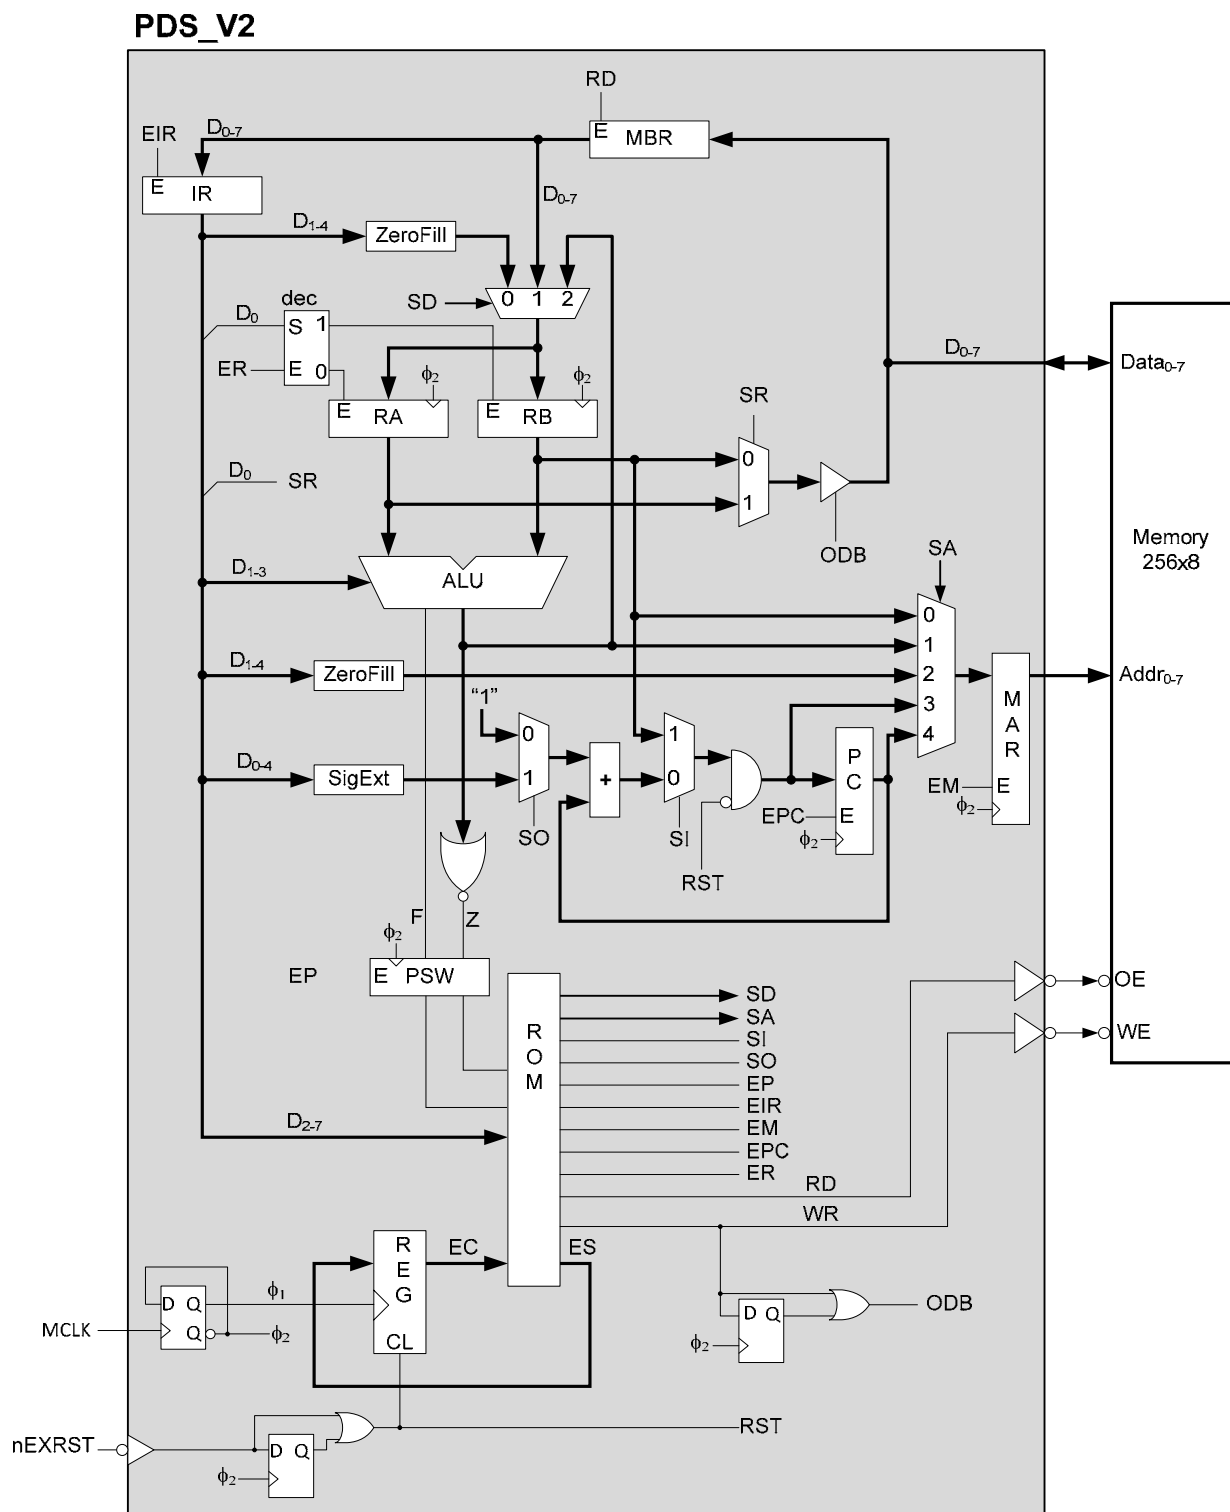 PDS_V2
RD
EIR
D0-7
E
MBR
E
IR
D0-7
D1-4
ZeroFill
SD
0 1 2
dec
D0
S 1
ER
E 0
ϕ2
ϕ2
E
RA
E
RB
D0-7
Data0-7
SR
0
1
D0
SR
ODB
Memory
256x8
SA
D1-3
ALU
0
1
2
3
4
D1-4
ZeroFill
"1"
M
A
R
E
Addr0-7
0
1
1
0
+
P
C
E
D0-4
SigExt
EM
ϕ2
EPC
ϕ2
SO
SI
RST
F
Z
ϕ2
EP
E PSW
R
O
M
SD
SA
SI
SO
EP
EIR
EM
EPC
ER
RD
WR
OE
WE
D2-7
R
E
G
CL
EC
ES
D Q
Q
ϕ1
MCLK
ϕ2
D Q
ϕ2
ODB
nEXRST
D Q
ϕ2
RST